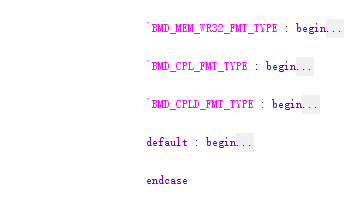 `BMD_MEM_WR32_FMT_TYPE : begin...
`BMD_CPL_FMT_TYPE : begin...
`BMD_CPLD_FMT_TYPE : begin...
default : begin...
endcase